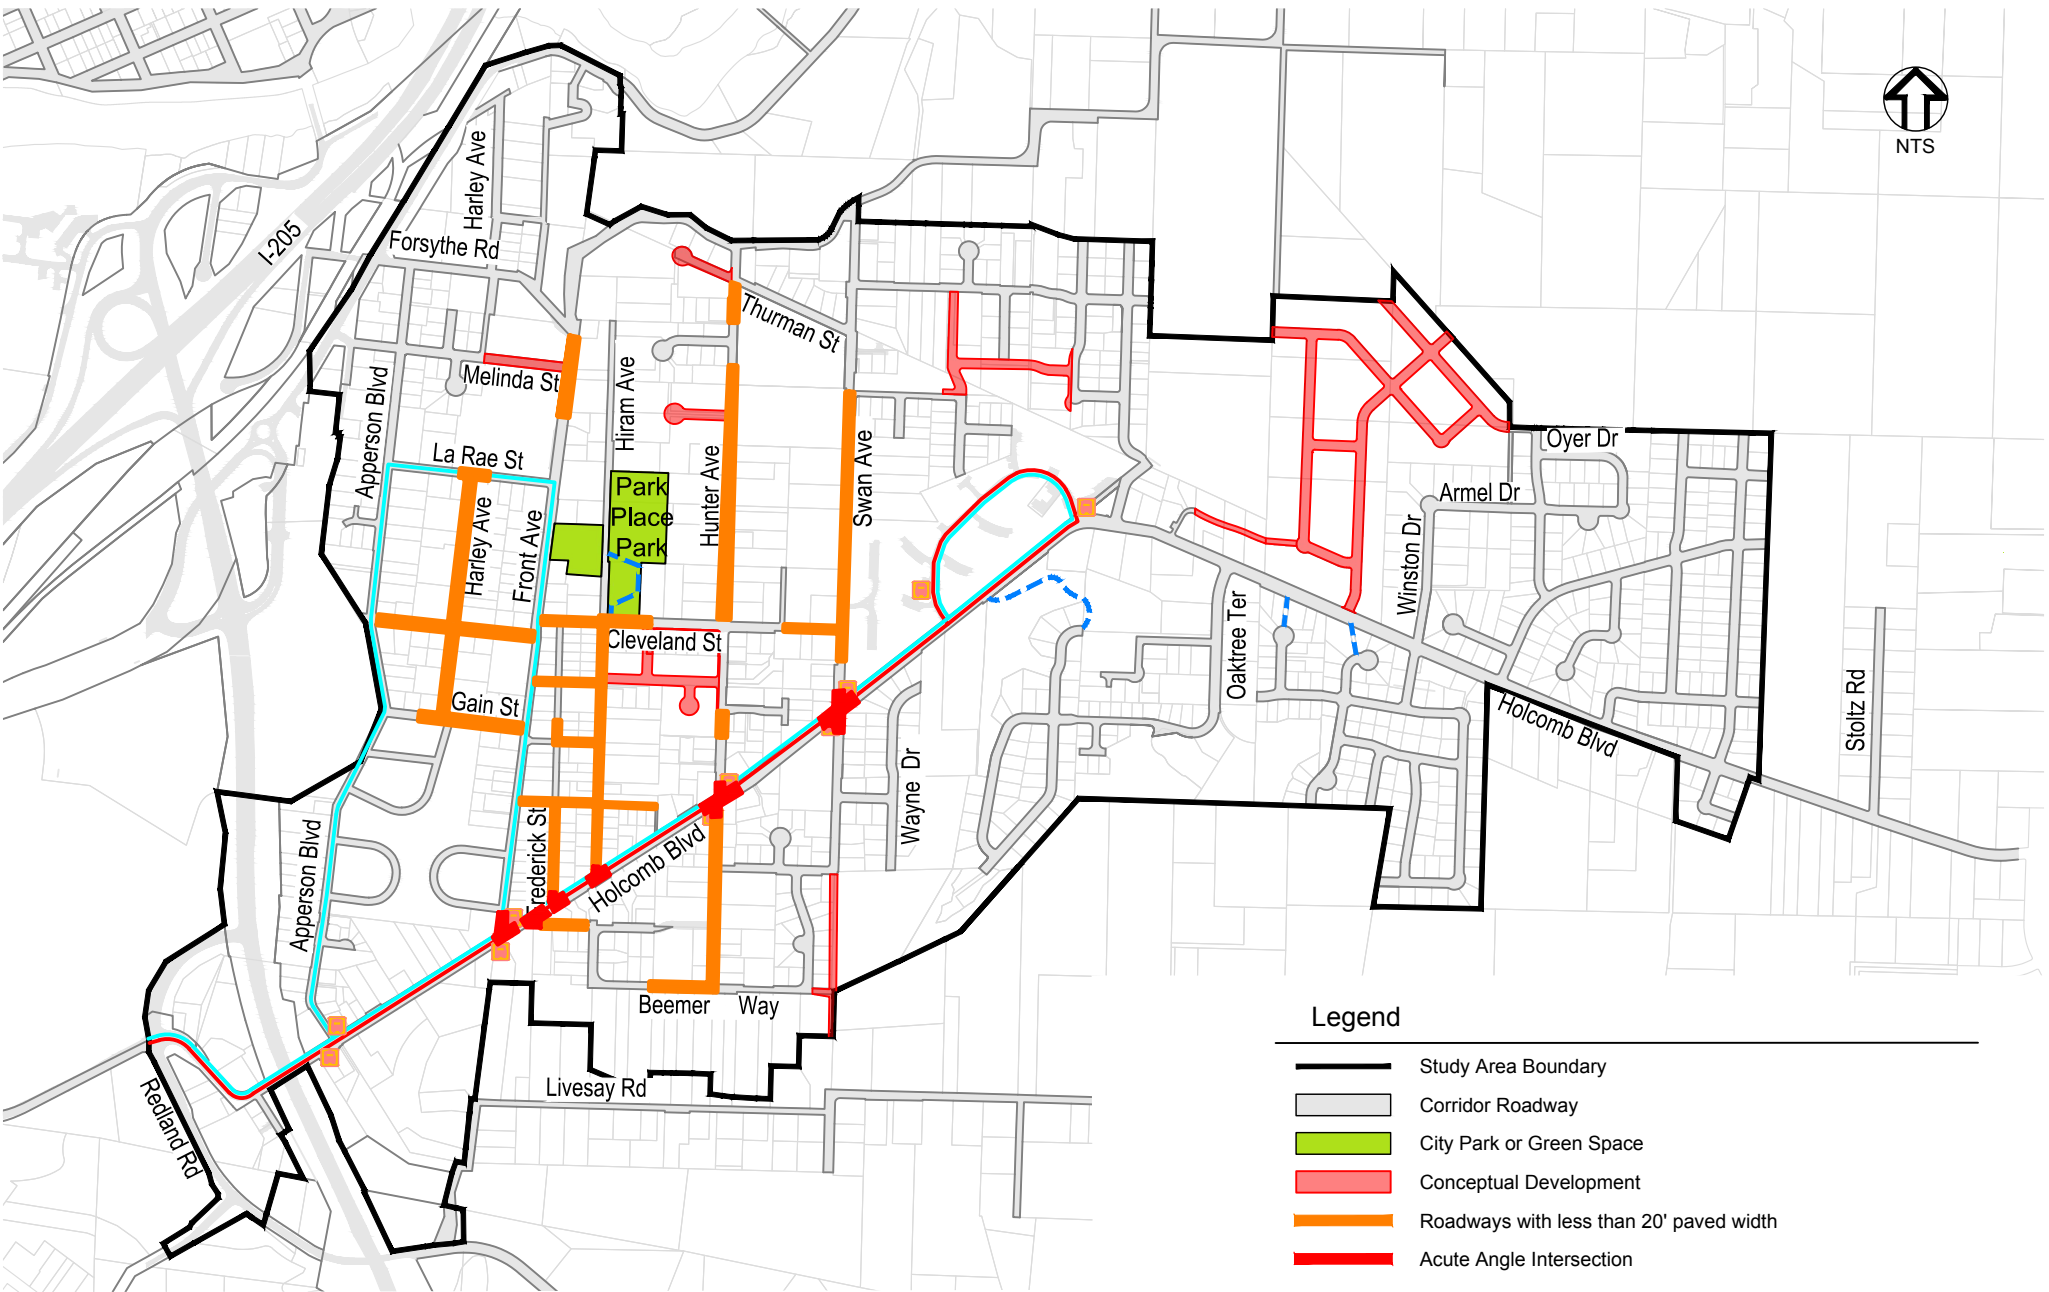 NTS
Harley Ave
I-205
Forsythe Rd
Thurman St
Melinda St
Hiram Ave
Apperson Blvd
La Rae St
Hunter Ave
Swan Ave
Oyer Dr
Armel Dr
Park
Place
Park
Harley Ave
Front Ave
Winston Dr
Cleveland St
Oaktree Ter
Gain St
Stoltz Rd
Holcomb Blvd
Wayne Dr
Frederick St
Holcomb Blvd
Apperson Blvd
Beemer Way
Livesay Rd
Redland Rd
Legend
Study Area Boundary
Corridor Roadway
City Park or Green Space
Conceptual Development
Roadways with less than 20' paved width
Acute Angle Intersection